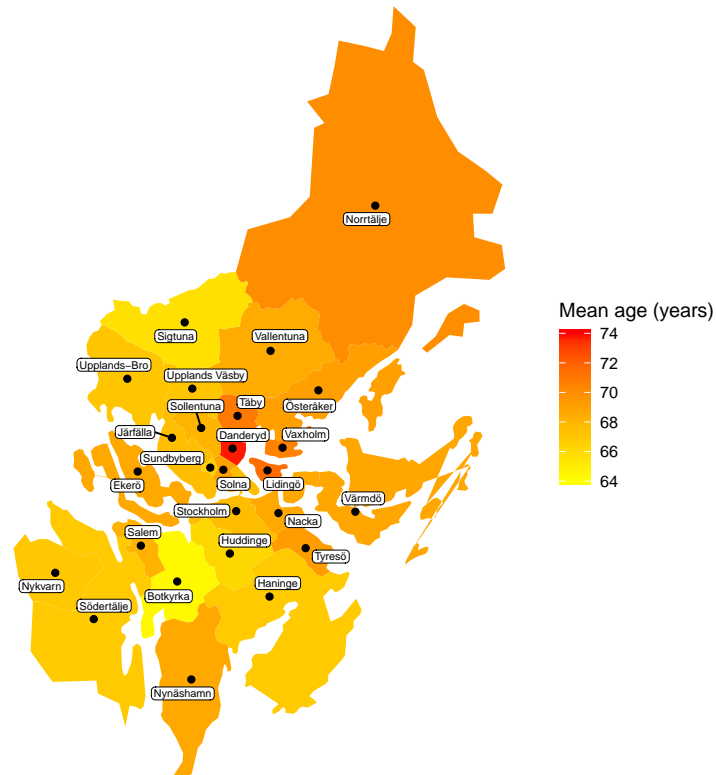 Norrtälje
Mean age (years)
74
72
70
68
66
64
Sigtuna
Vallentuna
Upplands−Bro
Upplands Väsby
Täby
Österåker
Sollentuna
Järfälla
Danderyd
Vaxholm
Sundbyberg
Ekerö
Solna
Lidingö
Värmdö
Stockholm
Nacka
Salem
Huddinge
Tyresö
Nykvarn
Botkyrka
Haninge
Södertälje
Nynäshamn